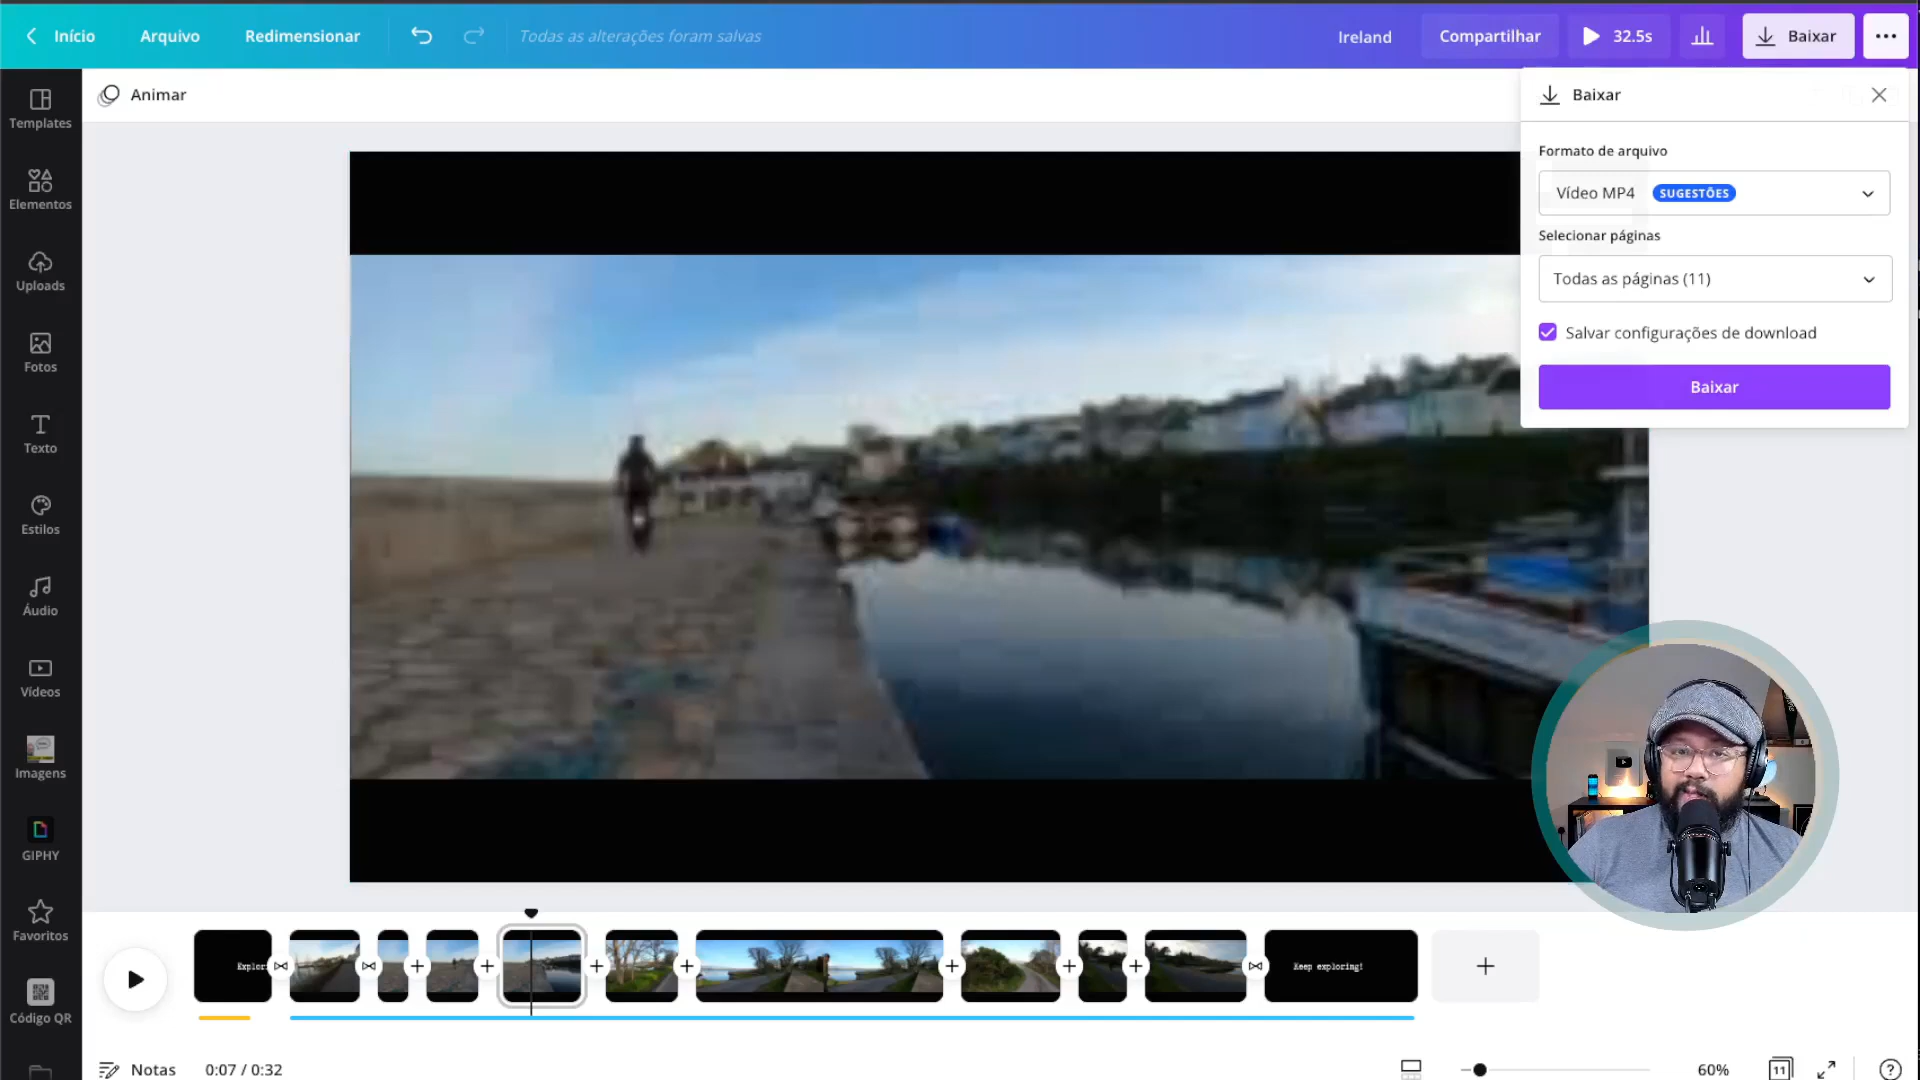 Início
Arquivo
Redimensionar
Todas as alterações foram salvas
Ireland
Compartilhar
32.5s
Baixar
Animar
Templates
Elementos
Uploads
Fotos
Texto
Estilos
Áudio
Vídeos
Imagens
GIPHY
Favoritos
Código QR
Baixar
Formato de arquivo
Vídeo MP4 SUGESTÕES
Selecionar páginas
Todas as páginas (11)
Salvar configurações de download
Baixar
Explor
Keep exploring!
Notas
0:07 / 0:32
60%
11